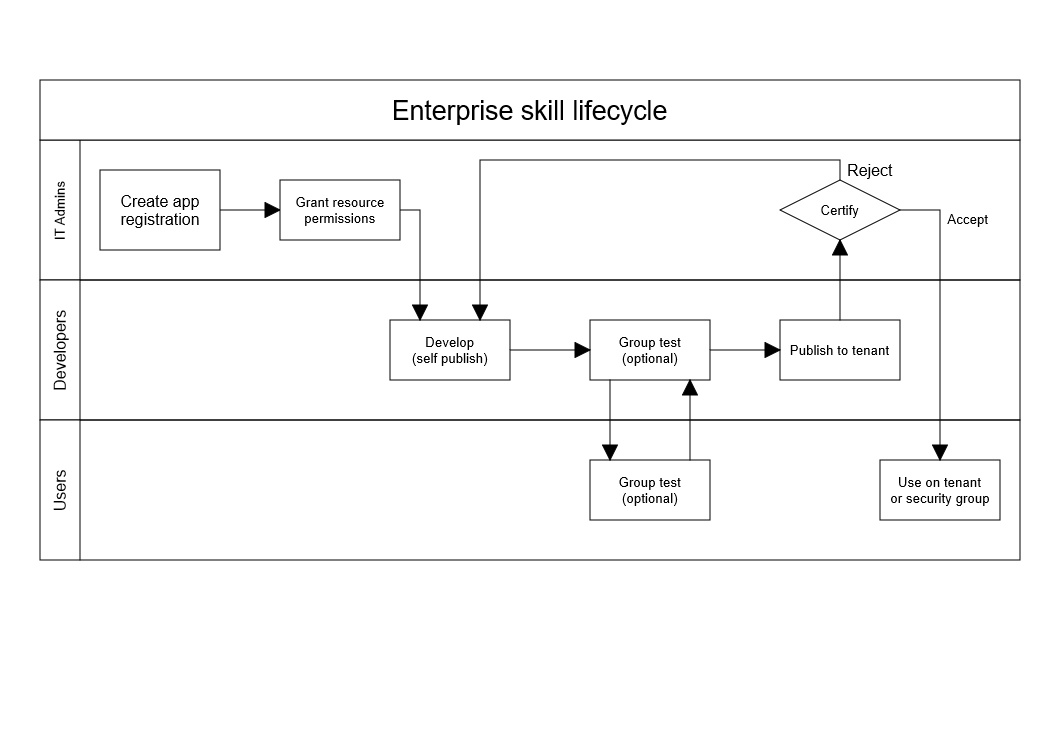 Enterprise skill lifecycle
IT Admins
Create app
registration
Grant resource
permissions
Reject
Certify
Accept
Developers
Develop
(self publish)
Group test
(optional)
Publish to tenant
Users
Group test
(optional)
Use on tenant
or security group